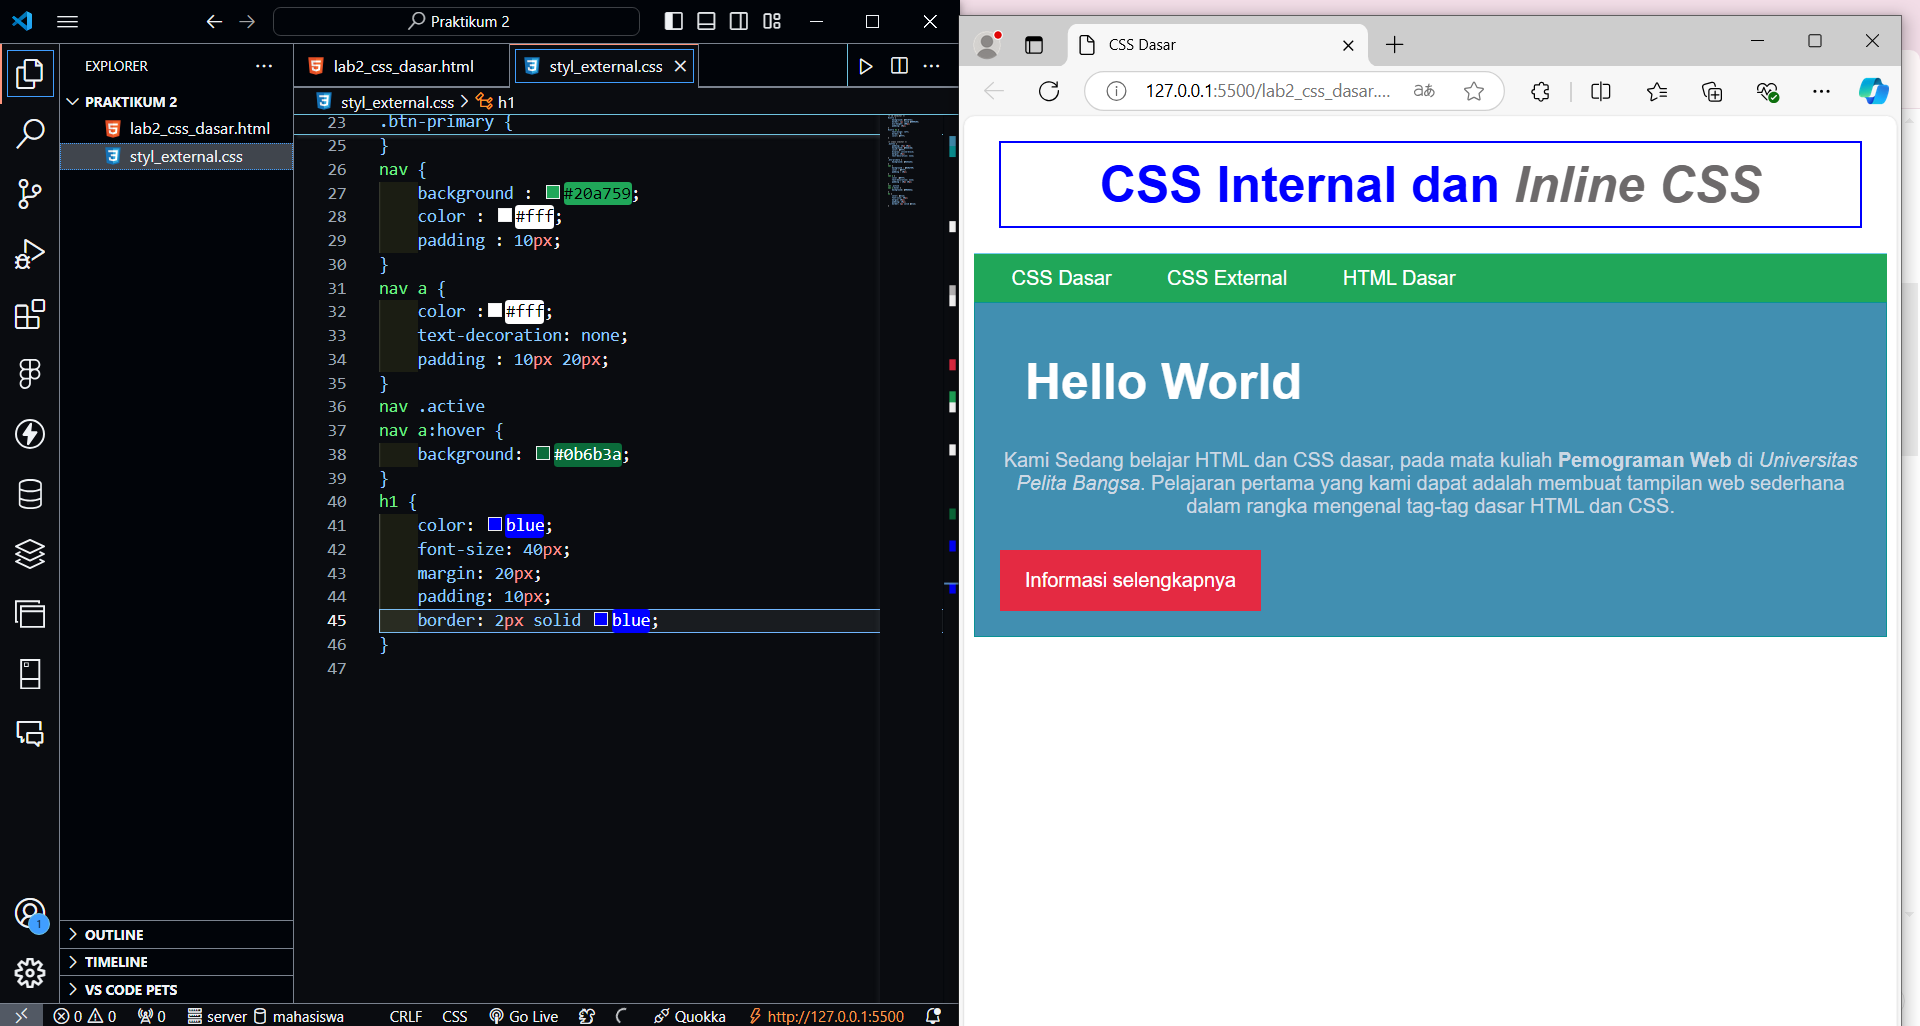 Praktikum 2
EXPLORER
PRAKTIKUM 2
lab2_css_dasar.html
styl_external.css
OUTLINE
TIMELINE
VS CODE PETS
1
lab2_css_dasar.html
styl_external.css
styl_external.css > h1
23 .btn-primary {
25 }
26 nav {
27 background : #20a759;
28 color : #fff;
29 padding : 10px;
30 }
31 nav a {
32 color :#fff;
33 text-decoration: none;
34 padding : 10px 20px;
35 }
36 nav .active
37 nav a:hover {
38 background: #0b6b3a;
39 }
40 h1 {
41 color: blue;
42 font-size: 40px;
43 margin: 20px;
44 padding: 10px;
45 border: 2px solid blue;
46 }
47
0 0 0 server mahasiswa CRLF CSS Go Live Quokka http://127.0.0.1:5500
CSS Dasar
127.0.0.1:5500/lab2_css_dasar....
CSS Internal dan Inline CSS
CSS Dasar CSS External HTML Dasar
Hello World
Kami Sedang belajar HTML dan CSS dasar, pada mata kuliah Pemograman Web di Universitas
Pelita Bangsa. Pelajaran pertama yang kami dapat adalah membuat tampilan web sederhana
dalam rangka mengenal tag-tag dasar HTML dan CSS.
Informasi selengkapnya